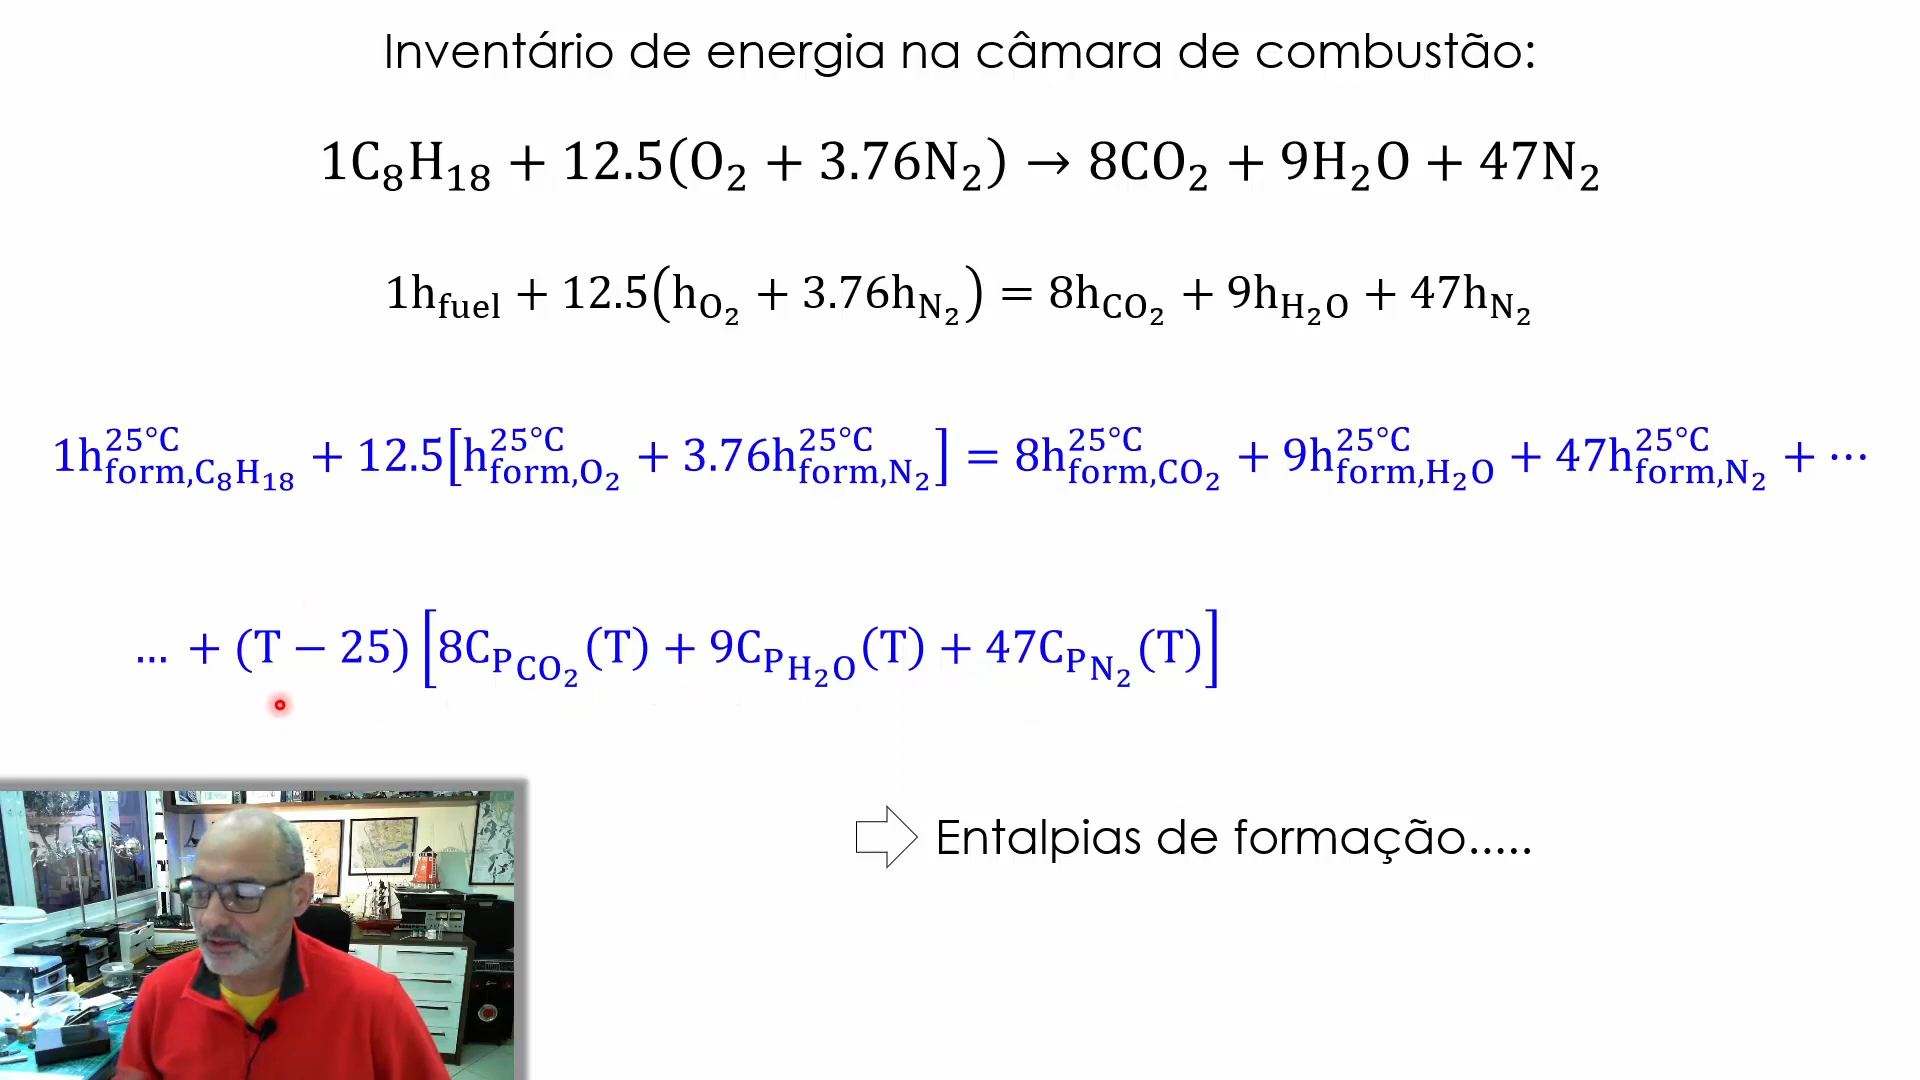 Inventário de energia na câmara de combustão:
1C₈H₁₈ + 12.5(O₂ + 3.76N₂) → 8CO₂ + 9H₂O + 47N₂
1h_fuel + 12.5(h_O₂ + 3.76h_N₂) = 8h_CO₂ + 9h_H₂O + 47h_N₂
1h^25°C_form,C₈H₁₈ + 12.5[h^25°C_form,O₂ + 3.76h^25°C_form,N₂] = 8h^25°C_form,CO₂ + 9h^25°C_form,H₂O + 47h^25°C_form,N₂ + ⋯
... + (T − 25) [8C_P_CO₂(T) + 9C_P_H₂O(T) + 47C_P_N₂(T)]
Entalpias de formação.....